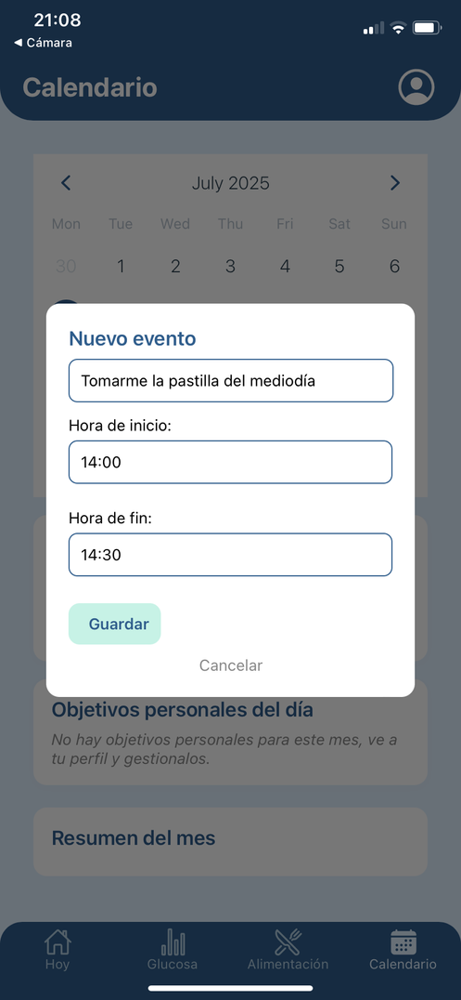 21:08
◀ Cámara
Calendario
July 2025
Mon Tue Wed Thu Fri Sat Sun
30 1 2 3 4 5 6
Nuevo evento
Tomarme la pastilla del mediodía
Hora de inicio:
14:00
Hora de fin:
14:30
Guardar
Cancelar
Objetivos personales del día
No hay objetivos personales para este mes, ve a
tu perfil y gestionalos.
Resumen del mes
Hoy Glucosa Alimentación Calendario